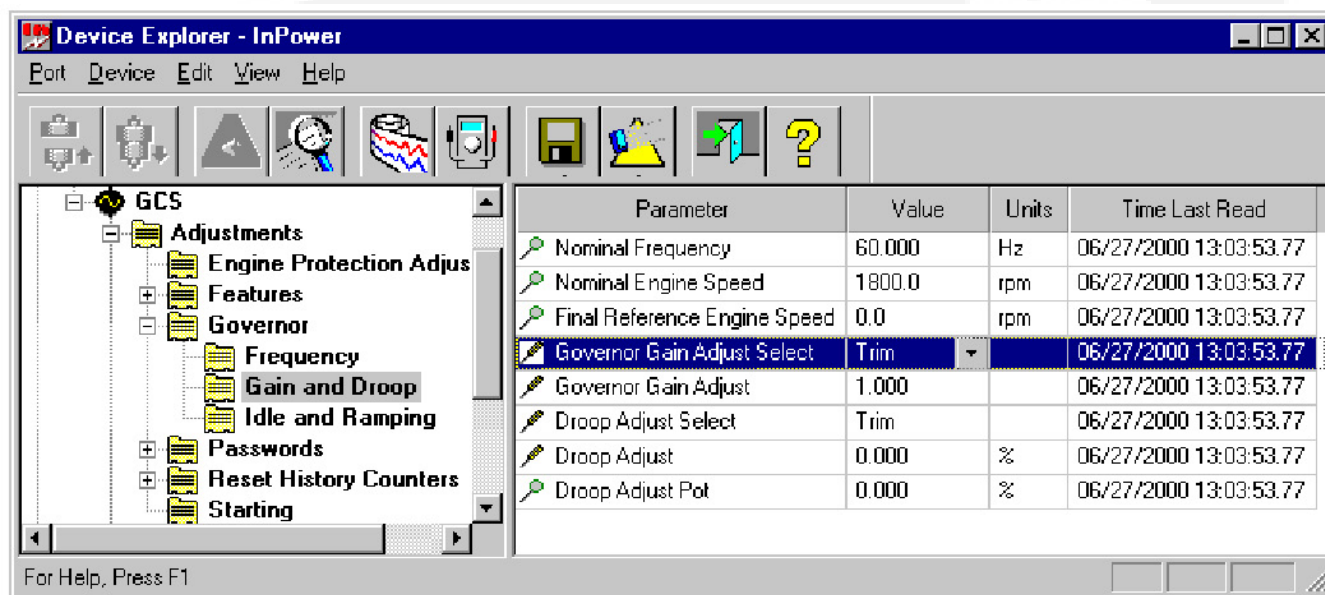 Device Explorer - InPower
Port Device Edit View Help
GCS
Adjustments
Engine Protection Adjus
Features
Governor
Frequency
Gain and Droop
Idle and Ramping
Passwords
Reset History Counters
Starting
Parameter Value Units Time Last Read
Nominal Frequency 60.000 Hz 06/27/2000 13:03:53.77
Nominal Engine Speed 1800.0 rpm 06/27/2000 13:03:53.77
Final Reference Engine Speed 0.0 rpm 06/27/2000 13:03:53.77
Governor Gain Adjust Select Trim 06/27/2000 13:03:53.77
Governor Gain Adjust 1.000 06/27/2000 13:03:53.77
Droop Adjust Select Trim 06/27/2000 13:03:53.77
Droop Adjust 0.000 % 06/27/2000 13:03:53.77
Droop Adjust Pot 0.000 % 06/27/2000 13:03:53.77
For Help, Press F1